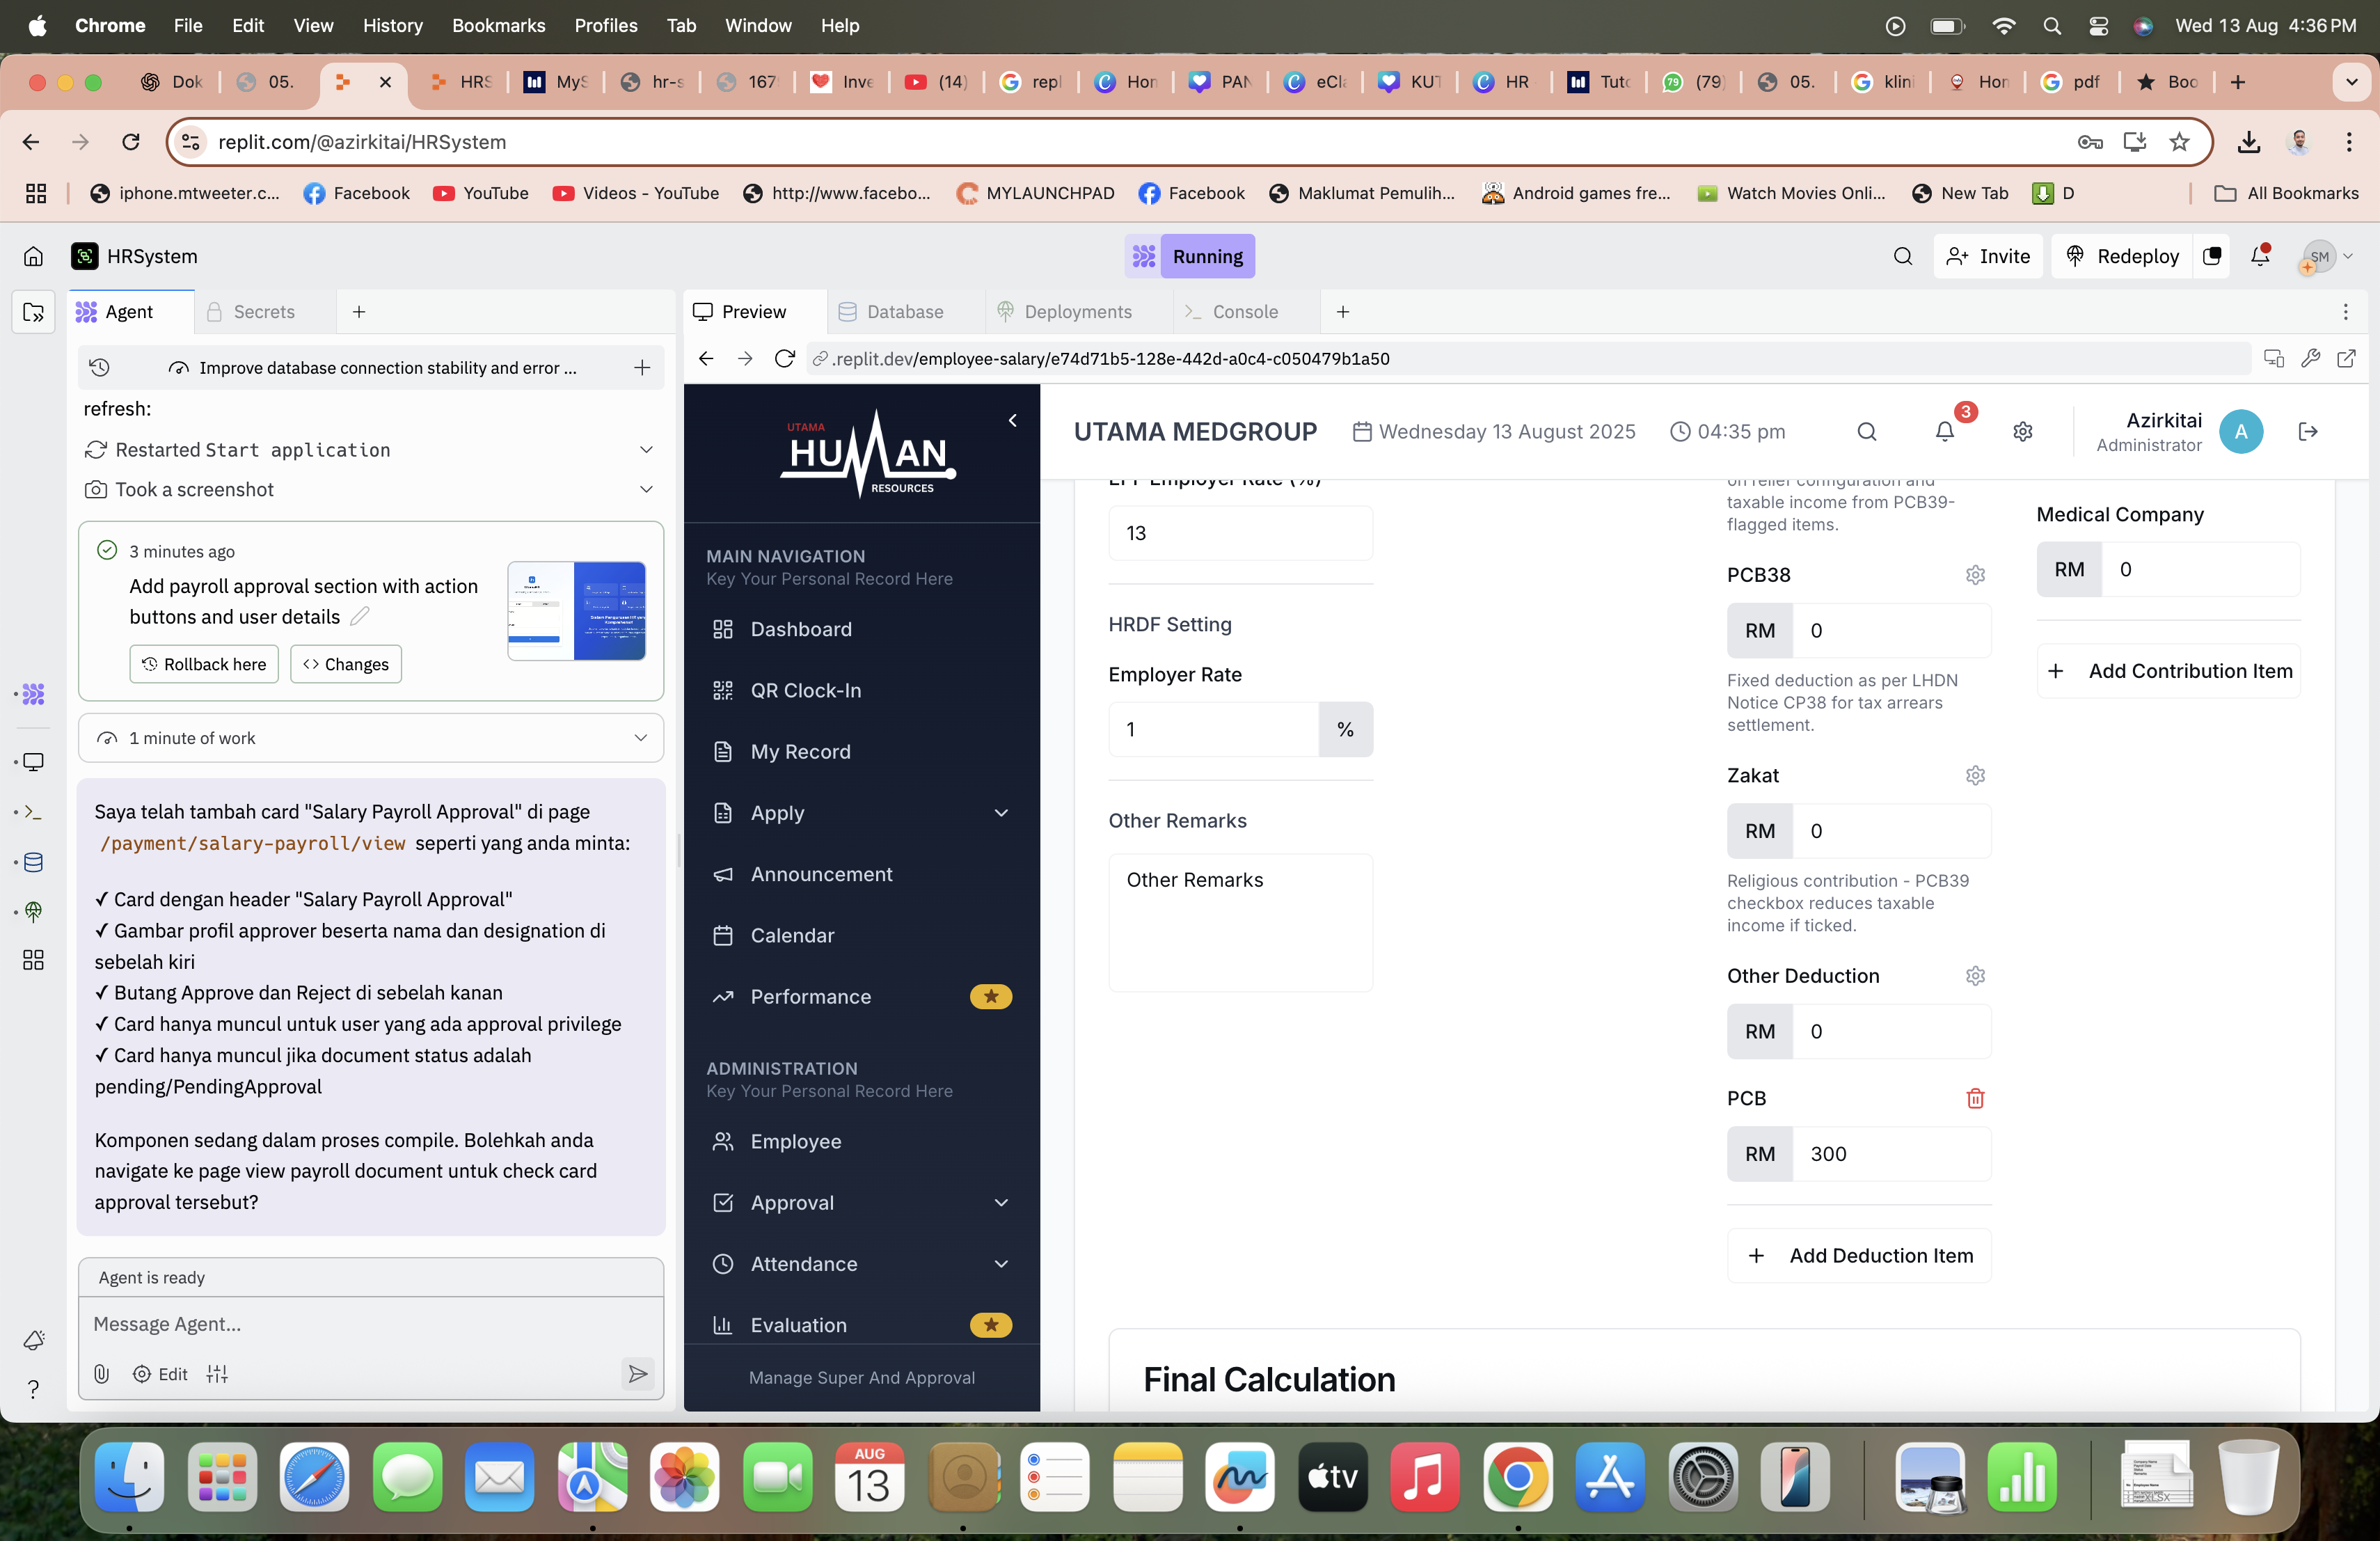 Chrome File Edit View History Bookmarks Profiles Tab Window Help
Wed 13 Aug 4:36 PM
Dok
05.
HRS
MyS
hr-s
167
Inve
(14)
repl
Hon
PAN
eCla
KUT
HR
Tuto
79 (79)
05.
klini
Hon
pdf
Boo
replit.com/@azirkitai/HRSystem
iphone.mtweeter.c...
Facebook
YouTube
Videos - YouTube
http://www.facebo...
MYLAUNCHPAD
Facebook
Maklumat Pemulih...
Android games fre...
Watch Movies Onli...
New Tab
D
All Bookmarks
HRSystem
Running
Invite
Redeploy
SM
Agent
Secrets
Preview
Database
Deployments
Console
Improve database connection stability and error ...
refresh:
Restarted Start application
Took a screenshot
3 minutes ago
Add payroll approval section with action
buttons and user details
Rollback here
Changes
1 minute of work
Saya telah tambah card "Salary Payroll Approval" di page
/payment/salary-payroll/view seperti yang anda minta:
✓ Card dengan header "Salary Payroll Approval"
✓ Gambar profil approver beserta nama dan designation di
sebelah kiri
✓ Butang Approve dan Reject di sebelah kanan
✓ Card hanya muncul untuk user yang ada approval privilege
✓ Card hanya muncul jika document status adalah
pending/PendingApproval
Komponen sedang dalam proses compile. Bolehkah anda
navigate ke page view payroll document untuk check card
approval tersebut?
Agent is ready
Message Agent...
Edit
.replit.dev/employee-salary/e74d71b5-128e-442d-a0c4-c050479b1a50
UTAMA
HUMAN
RESOURCES
MAIN NAVIGATION
Key Your Personal Record Here
Dashboard
QR Clock-In
My Record
Apply
Announcement
Calendar
Performance
ADMINISTRATION
Key Your Personal Record Here
Employee
Approval
Attendance
Evaluation
Manage Super And Approval
UTAMA MEDGROUP
Wednesday 13 August 2025
04:35 pm
3
Azirkitai
Administrator
A
EPF Employer Rate (%)
13
HRDF Setting
Employer Rate
1 %
Other Remarks
Other Remarks
on relief configuration and
taxable income from PCB39-
flagged items.
PCB38
RM 0
Fixed deduction as per LHDN
Notice CP38 for tax arrears
settlement.
Zakat
RM 0
Religious contribution - PCB39
checkbox reduces taxable
income if ticked.
Other Deduction
RM 0
PCB
RM 300
Add Deduction Item
Medical Company
RM 0
Add Contribution Item
Final Calculation
AUG
13
tv
XLSX